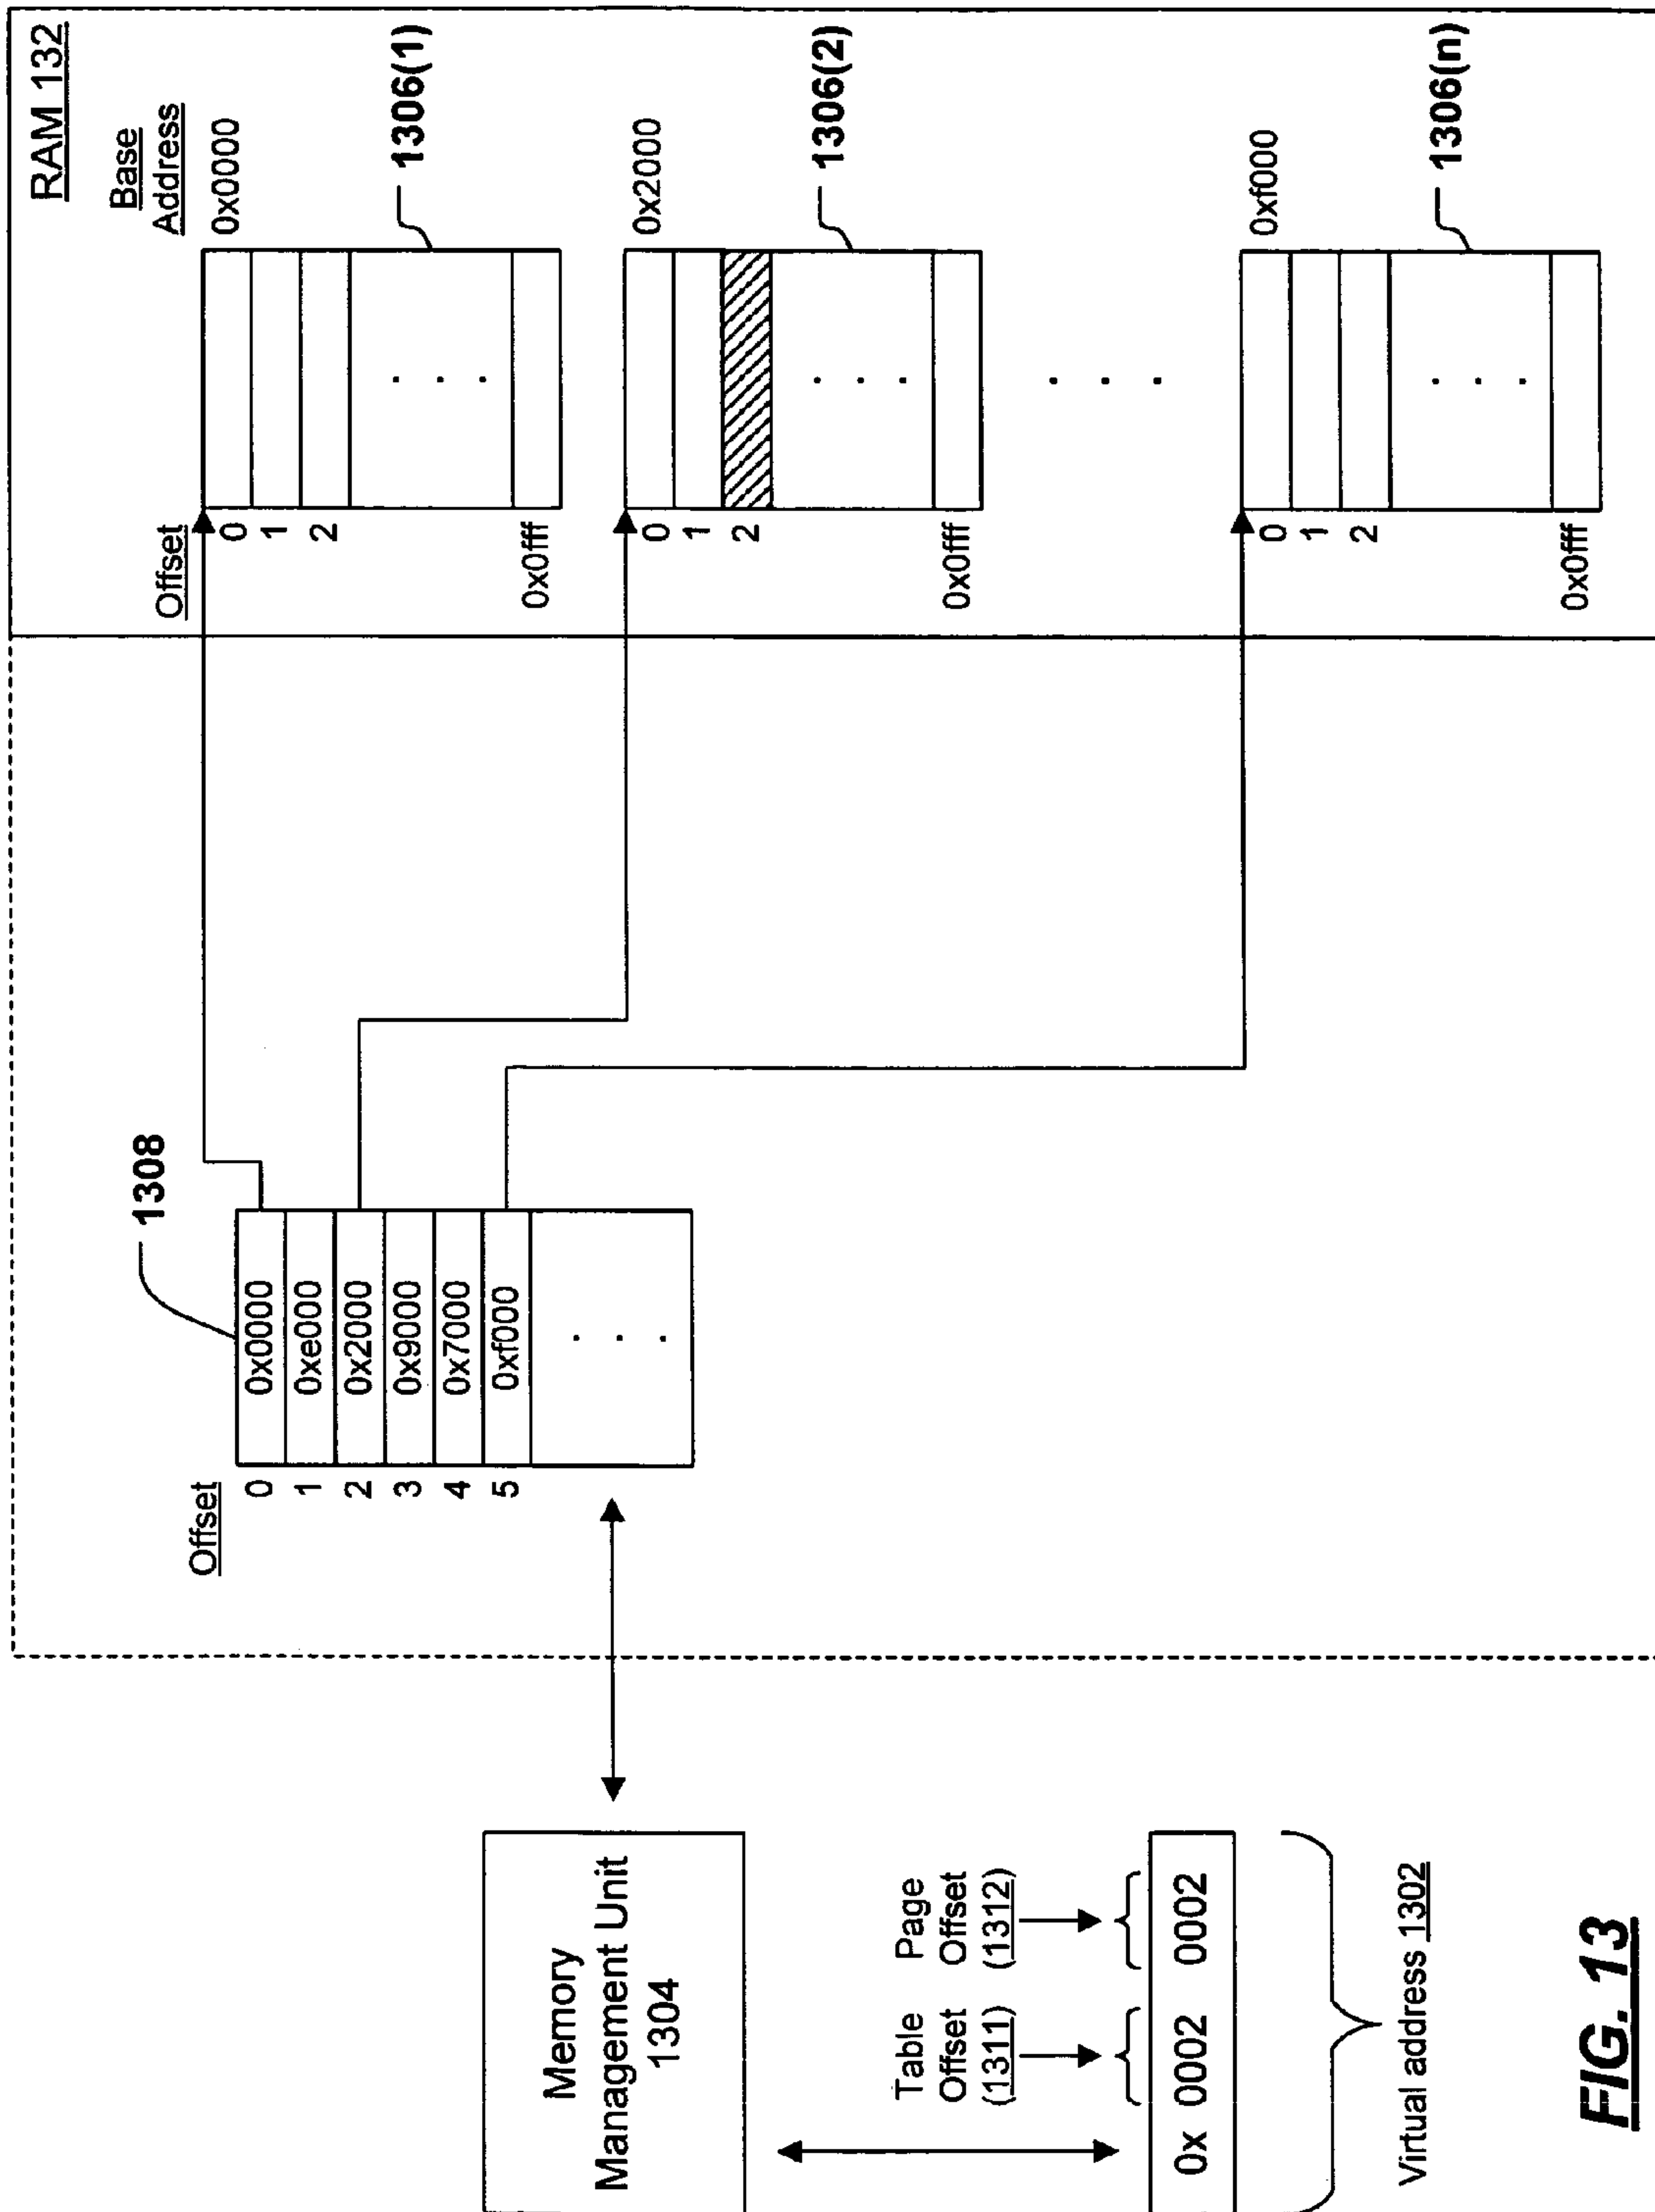 RAM 132
Base
Address
Offset
0x0000
0
1
2
.
.
.
0x0fff
1306(1)
0x2000
0
1
2
.
.
.
0x0fff
1306(2)
.
.
.
0xf000
0
1
2
.
.
.
0x0fff
1306(n)
1308
Offset
0 0x0000
1 0xe000
2 0x2000
3 0x9000
4 0x7000
5 0xf000
.
.
.
Memory
Management Unit
1304
Table
Offset
(1311)
Page
Offset
(1312)
0x 0002 0002
Virtual address 1302
FIG. 13